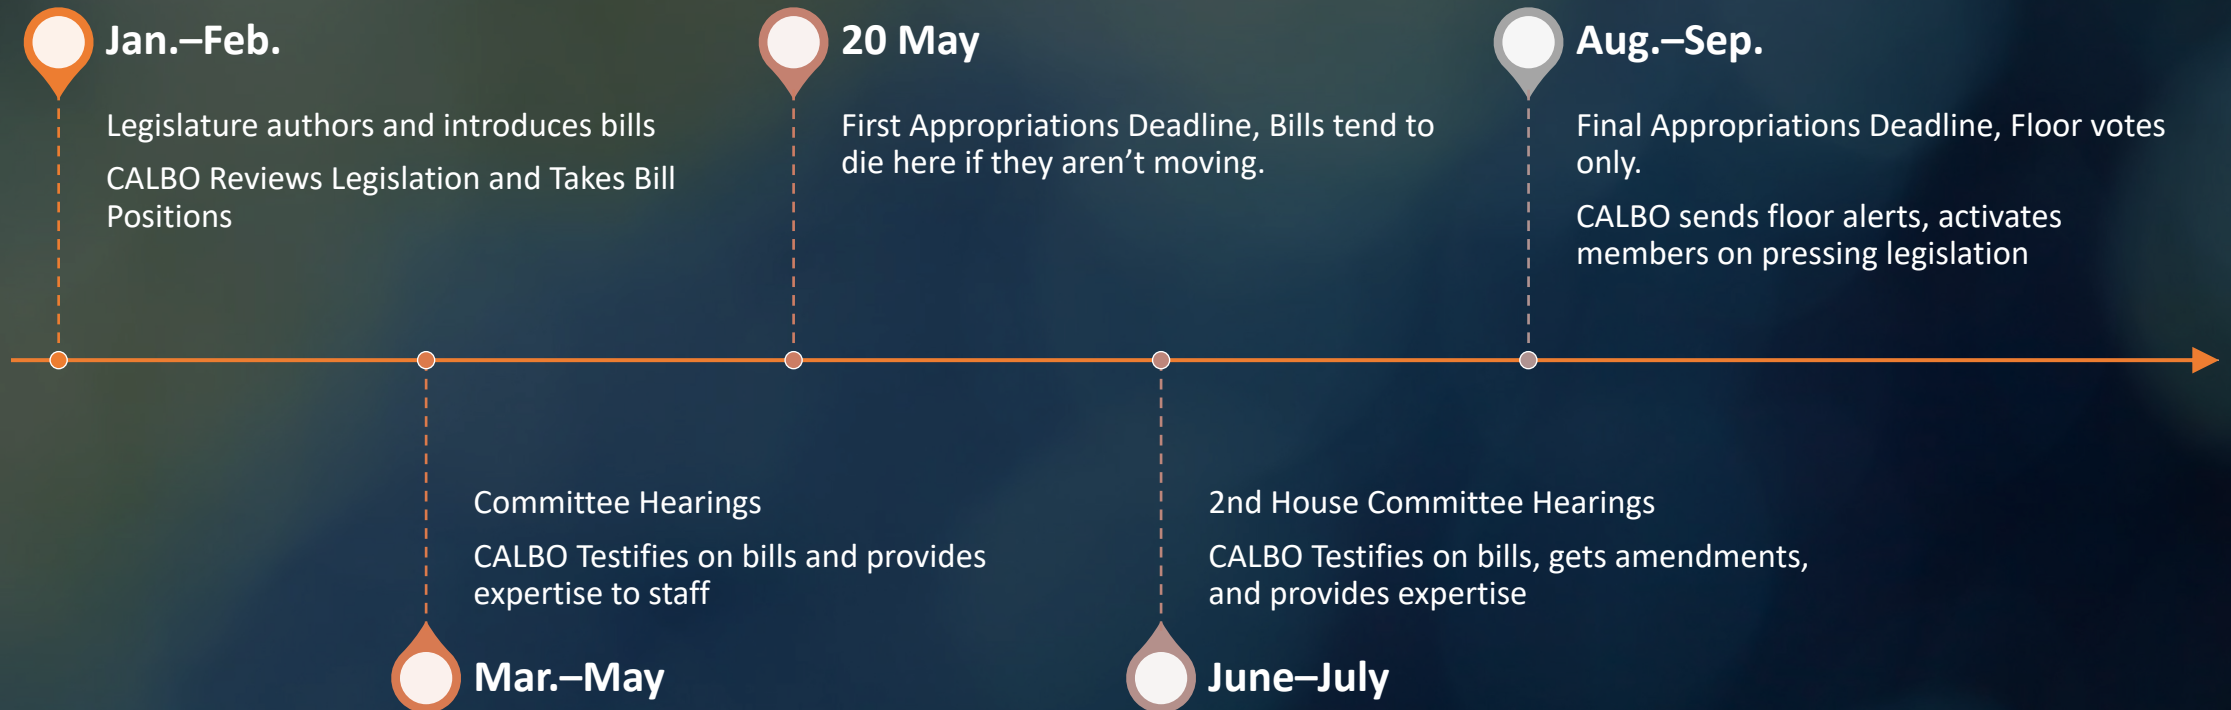 Jan.–Feb.
Legislature authors and introduces bills
CALBO Reviews Legislation and Takes Bill
Positions
Committee Hearings
CALBO Testifies on bills and provides
expertise to staff
Mar.–May
20 May
First Appropriations Deadline, Bills tend to
die here if they aren’t moving.
2nd House Committee Hearings
CALBO Testifies on bills, gets amendments,
and provides expertise
June–July
Aug.–Sep.
Final Appropriations Deadline, Floor votes
only.
CALBO sends floor alerts, activates
members on pressing legislation